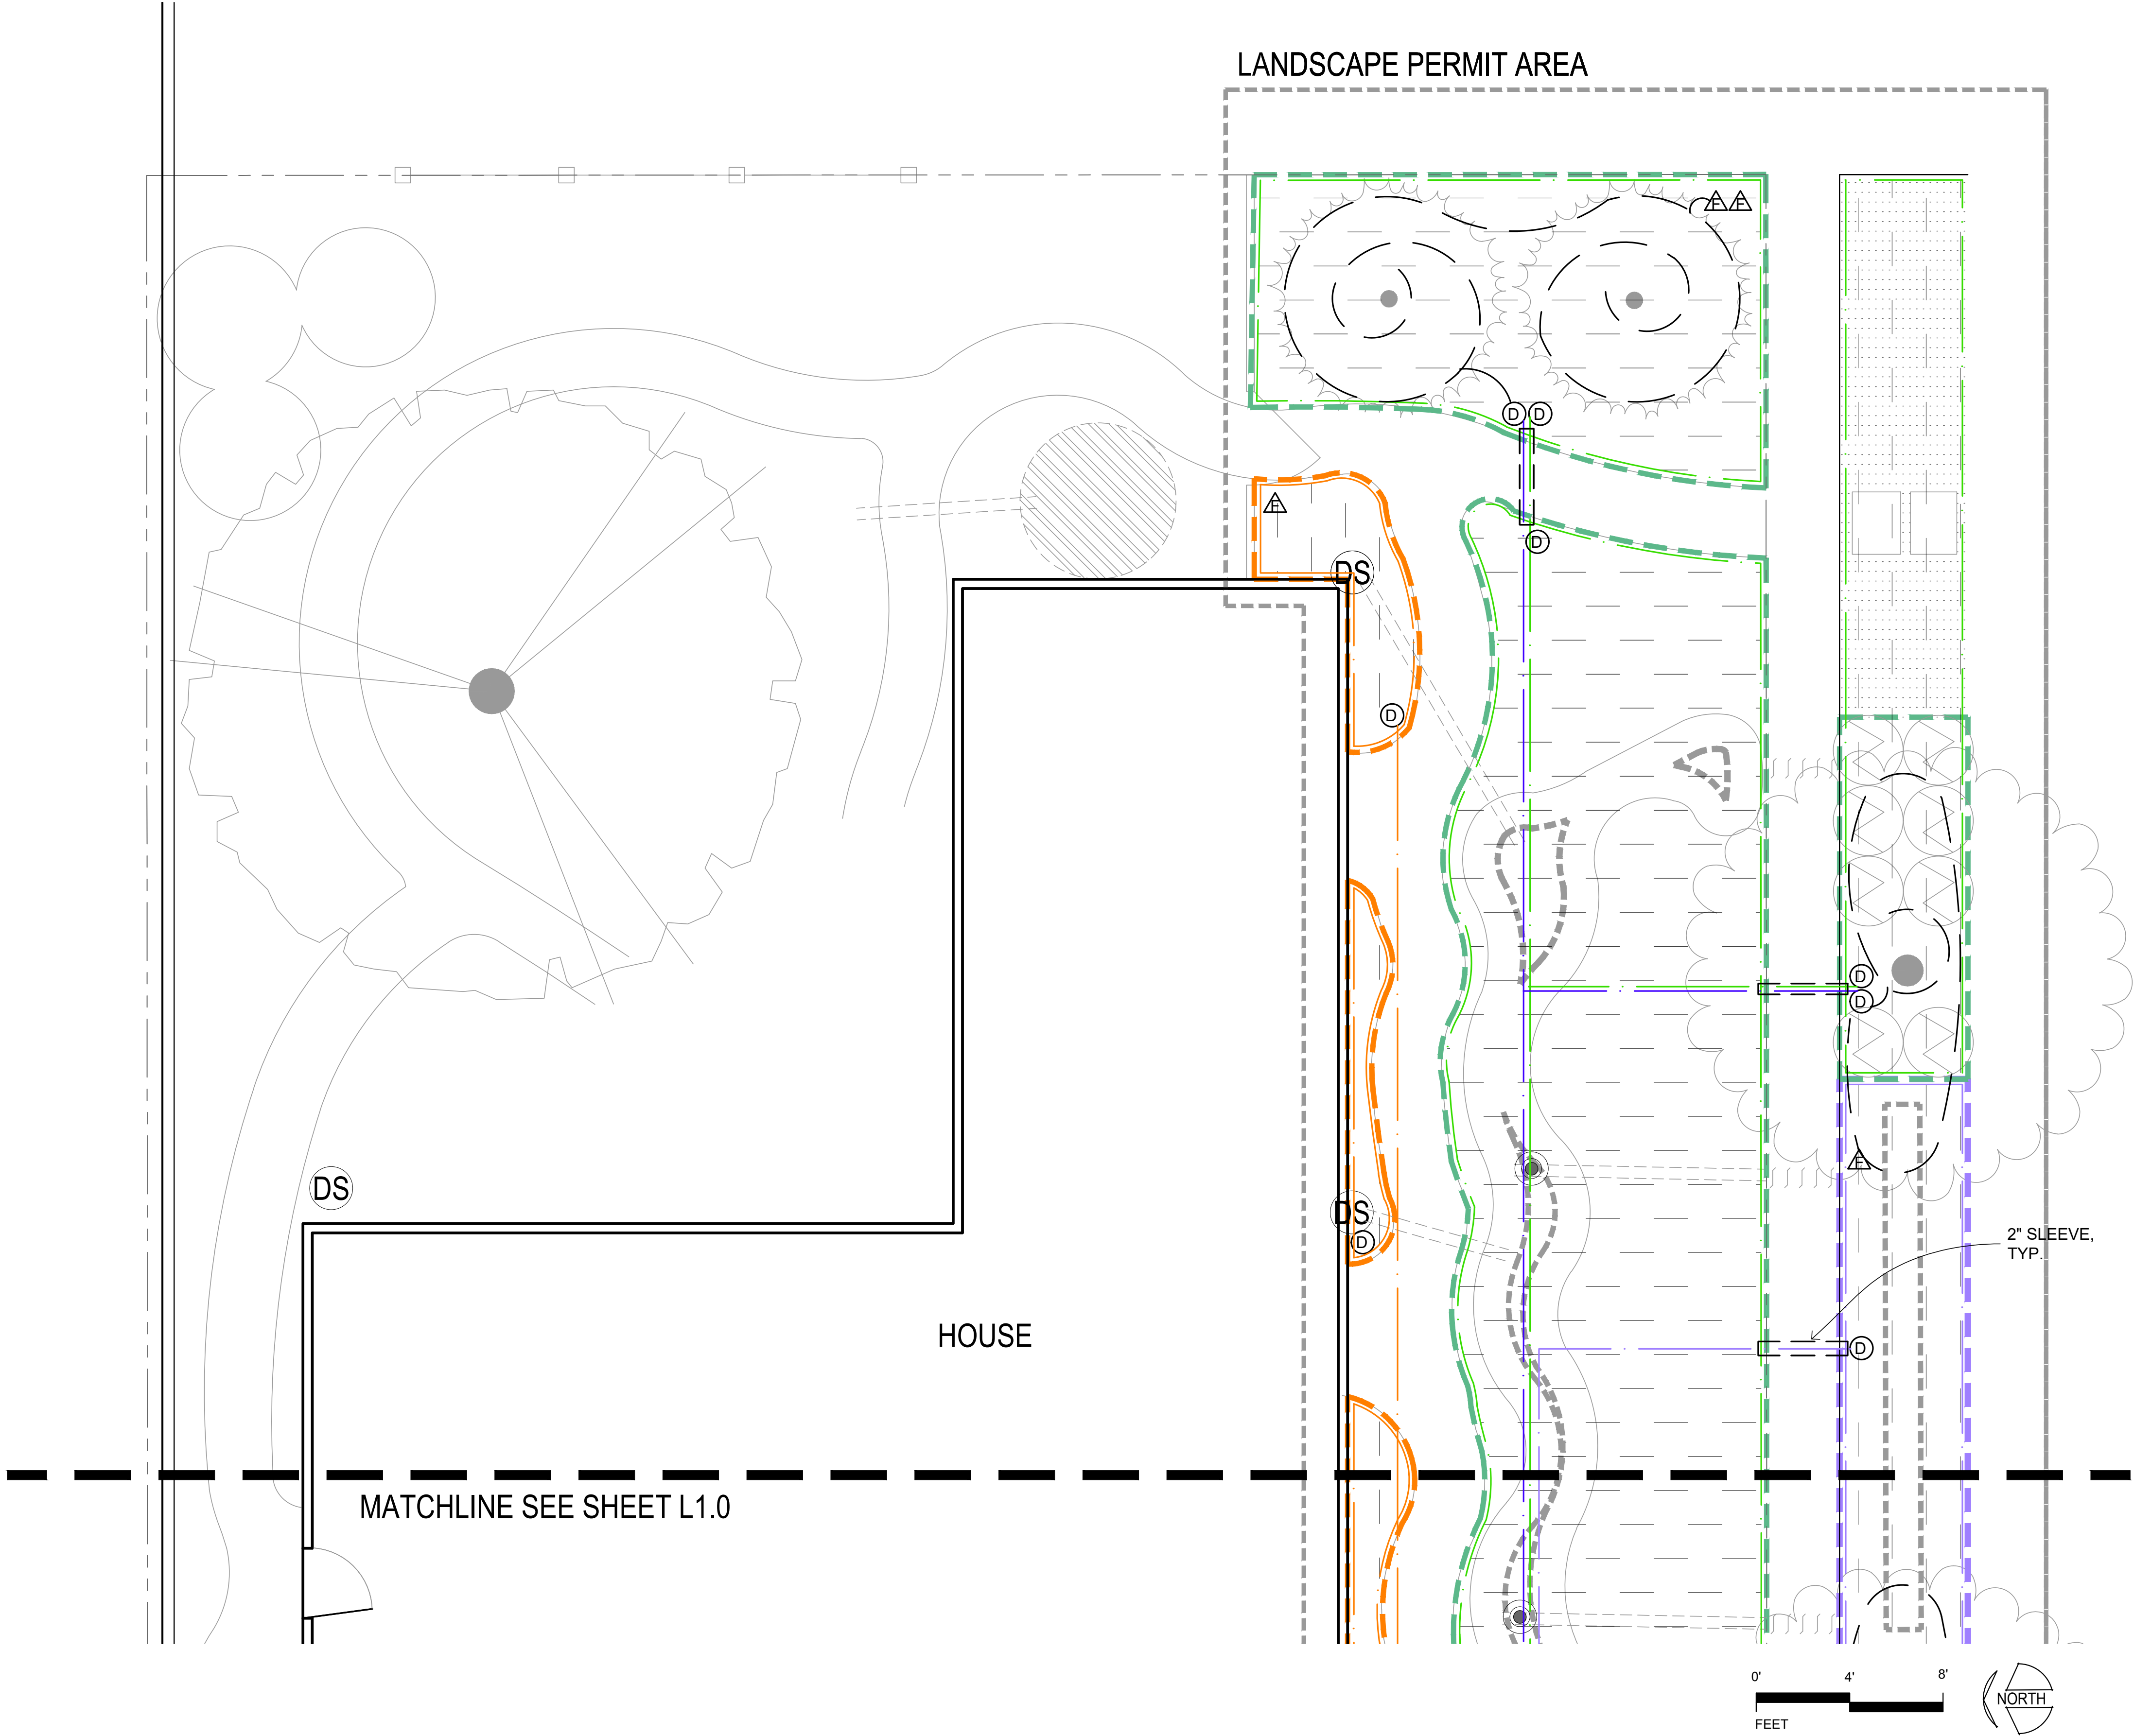 LANDSCAPE PERMIT AREA
F F
D D
F
D
DS
D
D
D
DS
F
DS
D
2" SLEEVE,
TYP.
HOUSE
D
MATCHLINE SEE SHEET L1.0
0' 4' 8'
NORTH
FEET